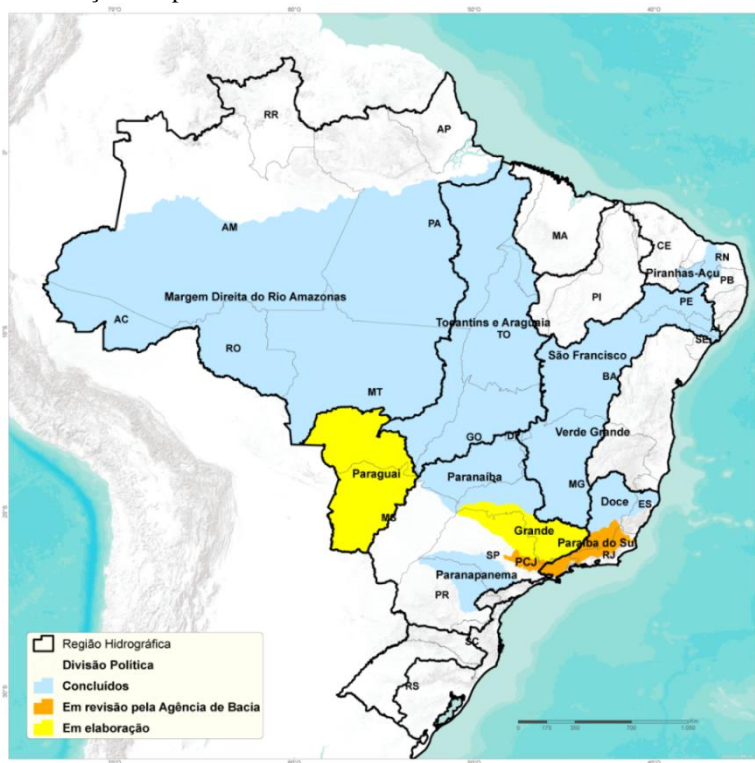 RR
AP
AM
PA
MA
CE
RN
Piranhas-Açu
PB
PI
PE
Margem Direita do Rio Amazonas
AC
Tocantins e Araguaia
TO
SE
RO
São Francisco
BA
MT
GO
Verde Grande
Paraguai
Paranaíba
MG
Doce
ES
MS
Grande
Paraíba do Sul
SP
PCJ
RJ
Paranapanema
PR
SC
RS
Região Hidrográfica
Divisão Política
Concluídos
Em revisão pela Agência de Bacia
Em elaboração